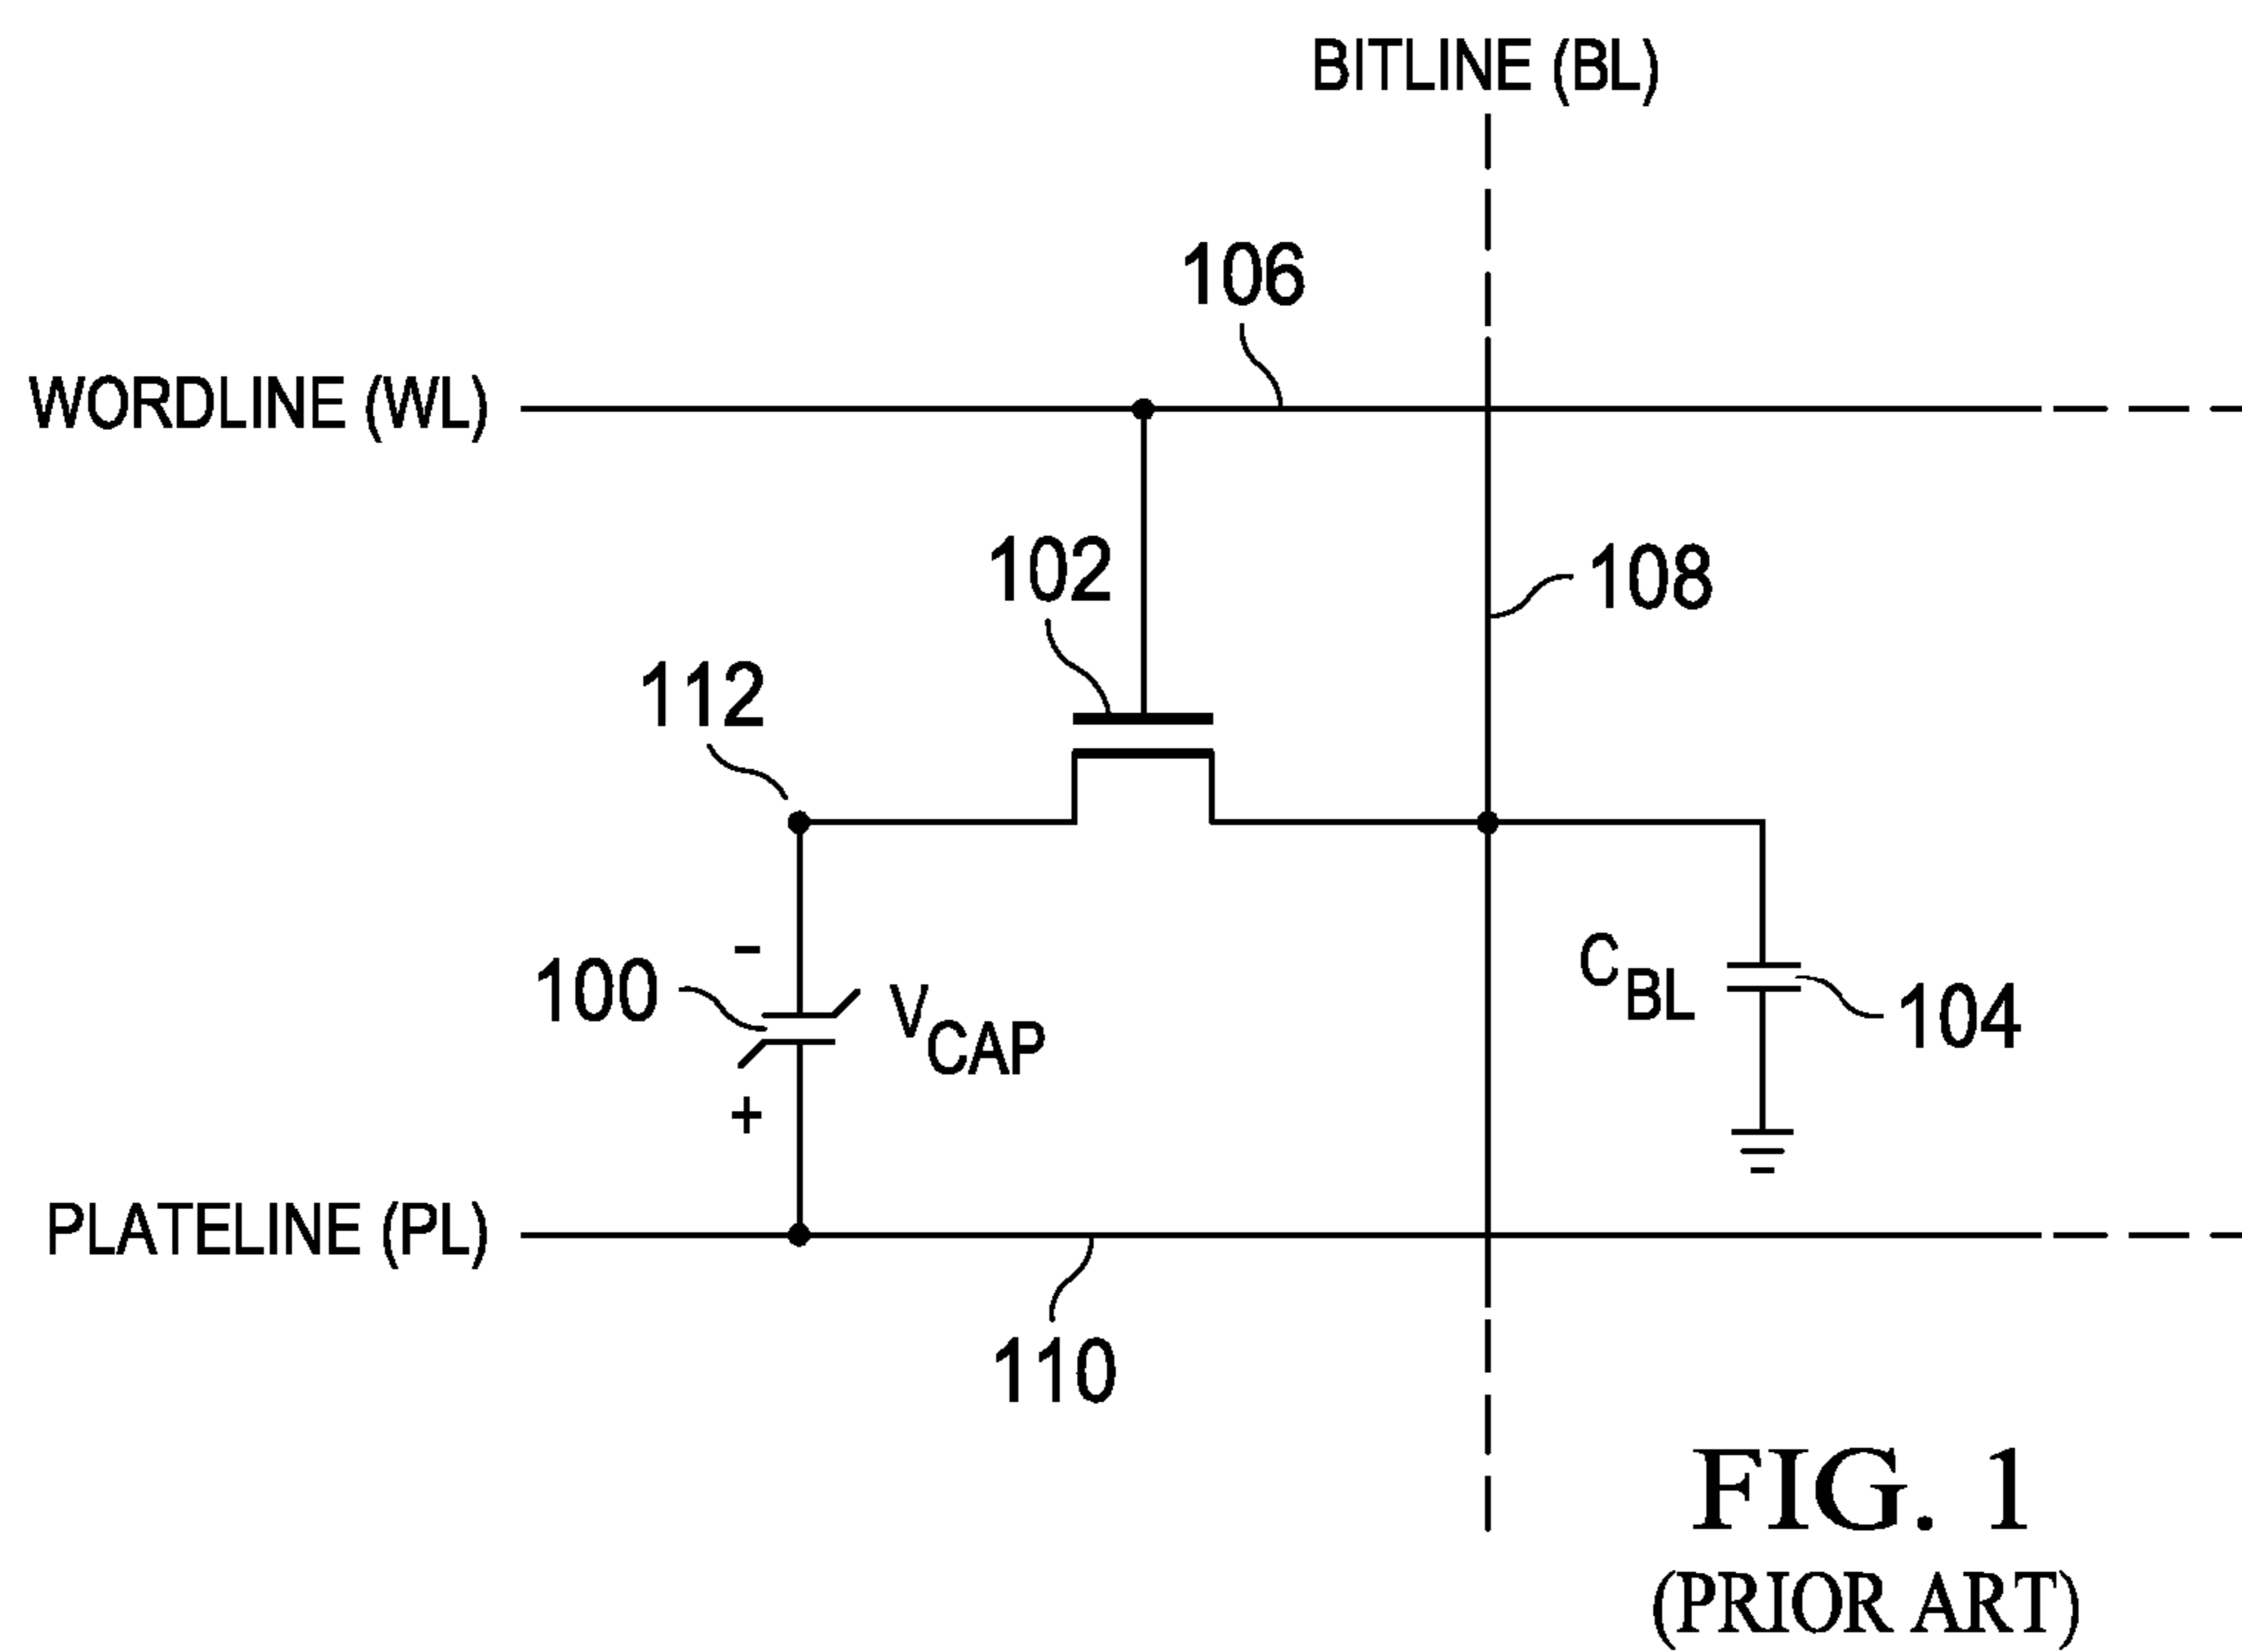 BITLINE (BL)
106
WORDLINE (WL)
102
108
112
-
100
VCAP
CBL
104
+
PLATELINE (PL)
110
FIG. 1
(PRIOR ART)